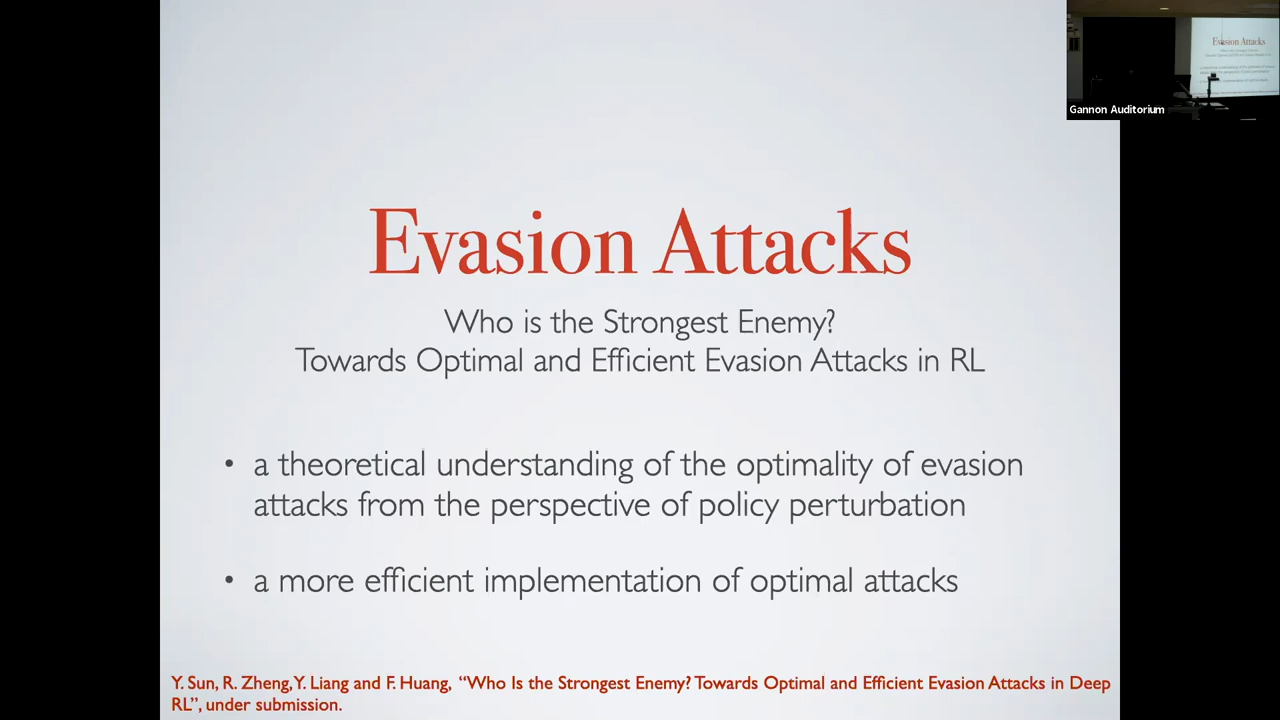 Evasion Attacks
Who is the Strongest Enemy?
Towards Optimal and Efficient Evasion Attacks in RL
• a theoretical understanding of the optimality of evasion
attacks from the perspective of policy perturbation
• a more efficient implementation of optimal attacks
Y. Sun, R. Zheng, Y. Liang and F. Huang, “Who Is the Strongest Enemy? Towards Optimal and Efficient Evasion Attacks in Deep
RL”, under submission.
Evasion Attacks
Gannon Auditorium